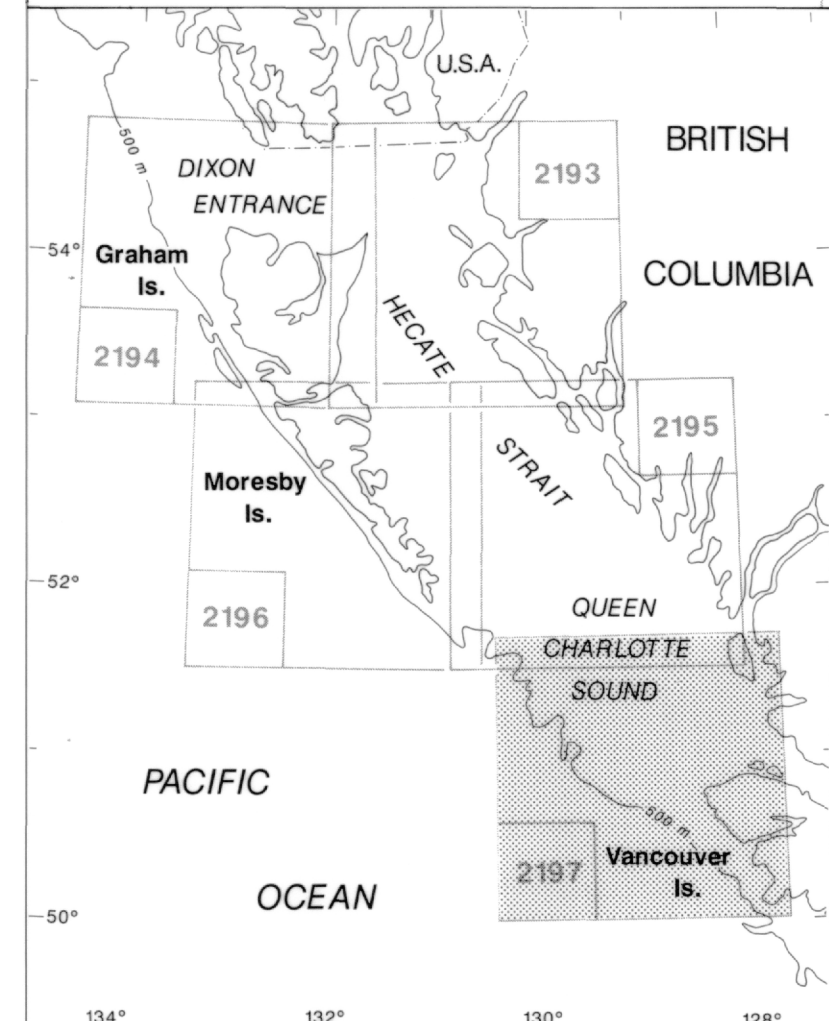 U.S.A.
BRITISH
500 m
DIXON
2193
ENTRANCE
54°
Graham
Is.
COLUMBIA
HECATE
2194
2195
STRAIT
Moresby
Is.
52°
QUEEN
2196
CHARLOTTE
SOUND
PACIFIC
500 m
Vancouver
Is.
2197
OCEAN
50°
134°
132°
130°
128°